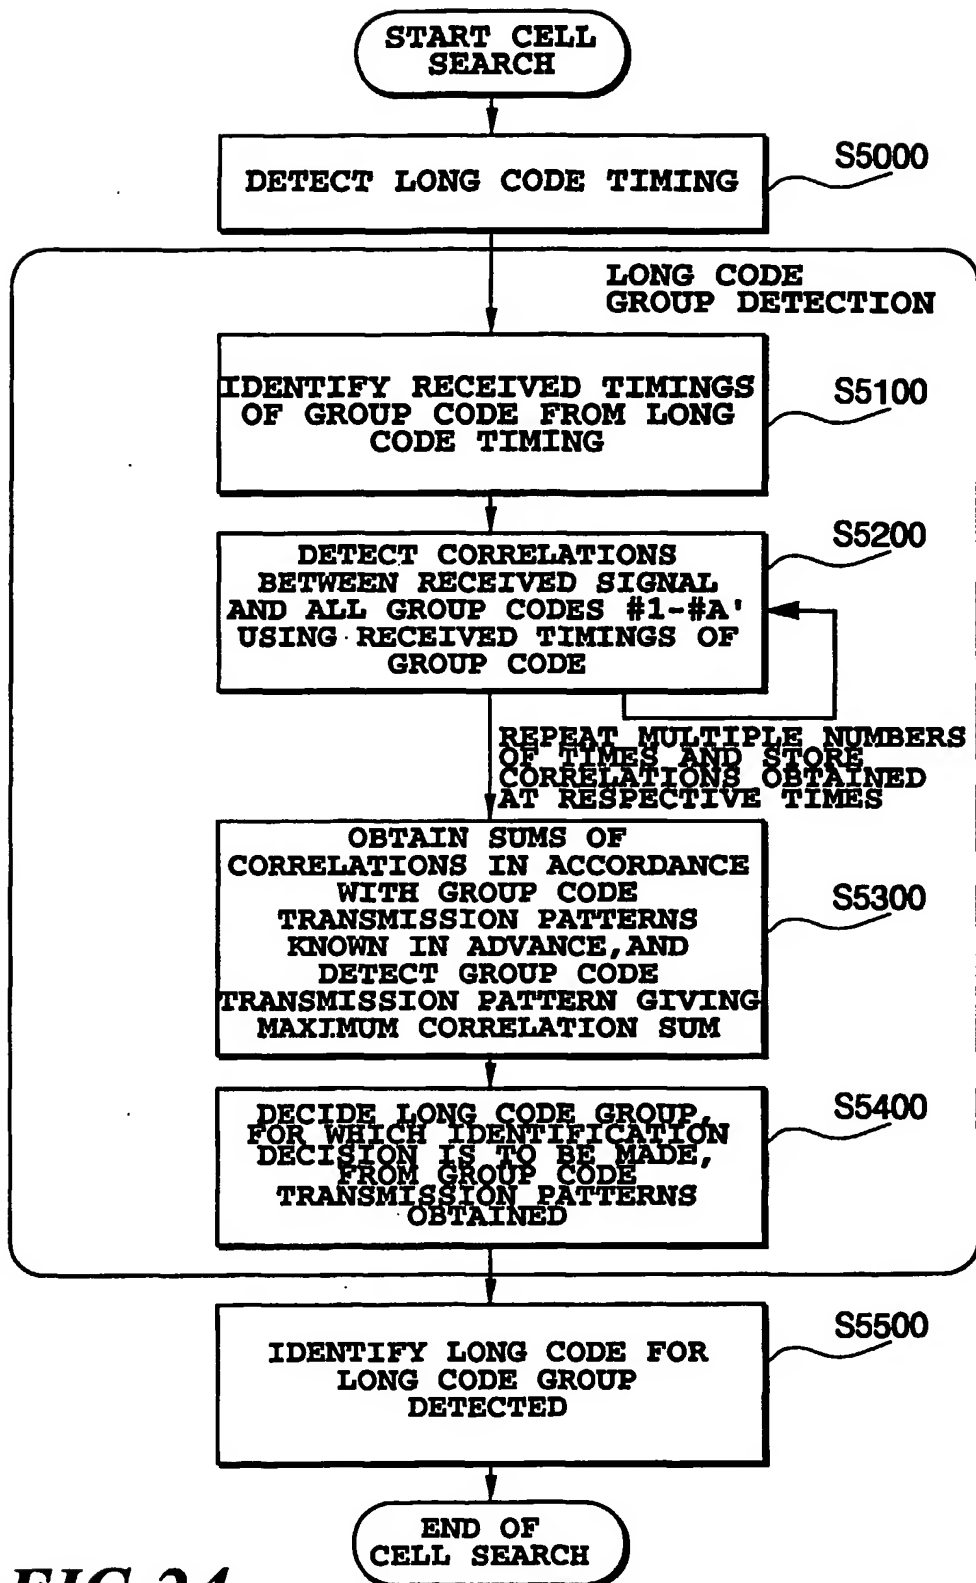 START CELL
SEARCH
DETECT LONG CODE TIMING
S5000
LONG CODE
GROUP DETECTION
IDENTIFY RECEIVED TIMINGS
OF GROUP CODE FROM LONG
CODE TIMING
S5100
DETECT CORRELATIONS
BETWEEN RECEIVED SIGNAL
AND ALL GROUP CODES #1-#A'
USING RECEIVED TIMINGS OF
GROUP CODE
S5200
REPEAT MULTIPLE NUMBERS
OF TIMES AND STORE
CORRELATIONS OBTAINED
AT RESPECTIVE TIMES
OBTAIN SUMS OF
CORRELATIONS IN ACCORDANCE
WITH GROUP CODE
TRANSMISSION PATTERNS
KNOWN IN ADVANCE, AND
DETECT GROUP CODE
TRANSMISSION PATTERN GIVING
MAXIMUM CORRELATION SUM
S5300
DECIDE LONG CODE GROUP,
FOR WHICH IDENTIFICATION
DECISION IS TO BE MADE,
FROM GROUP CODE
TRANSMISSION PATTERNS
OBTAINED
S5400
IDENTIFY LONG CODE FOR
LONG CODE GROUP
DETECTED
S5500
END OF
CELL SEARCH
FIG.24